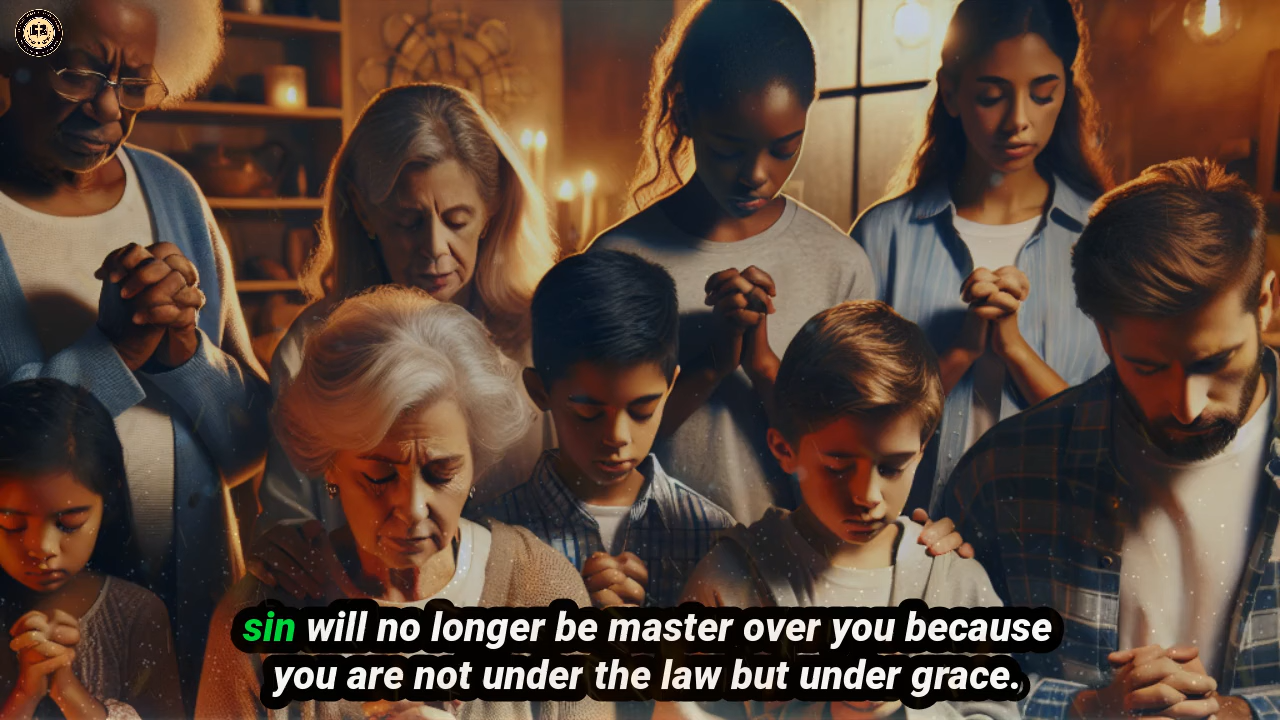 sin will no longer be master over you because
you are not under the law but under grace.